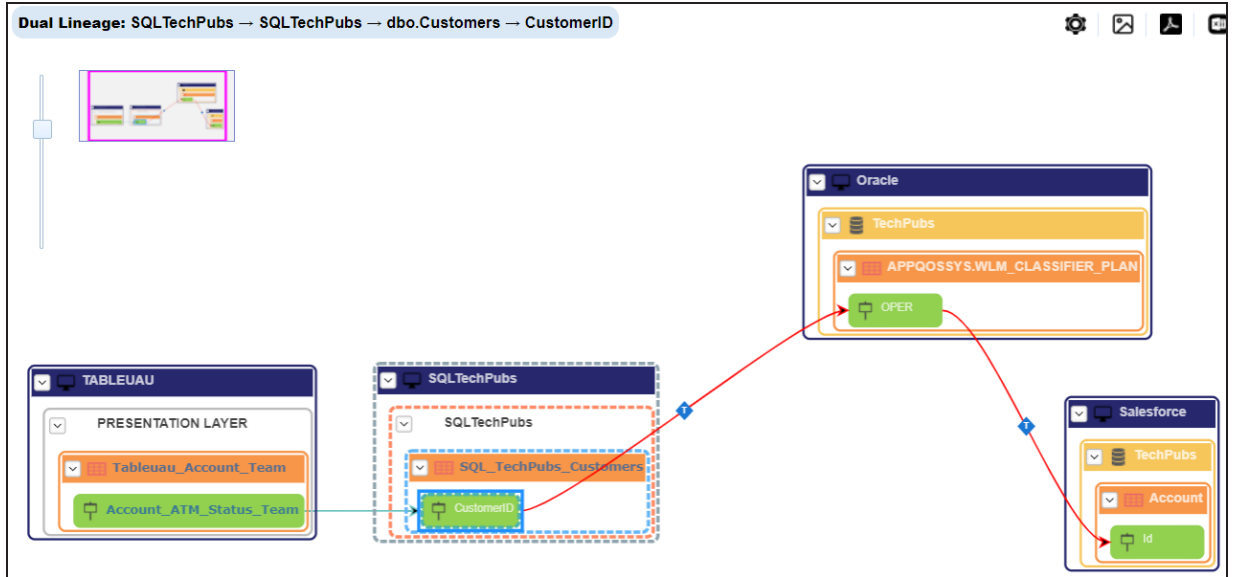 Dual Lineage: SQLTechPubs → SQLTechPubs → dbo.Customers → CustomerID
Oracle
TechPubs
APPQOSSYS.WLM_CLASSIFIER_PLAN
OPER
T
TABLEUAU
PRESENTATION LAYER
Tableuau_Account_Team
Account_ATM_Status_Team
SQLTechPubs
SQLTechPubs
SQL_TechPubs_Customers
CustomerID
T
Salesforce
TechPubs
Account
Id